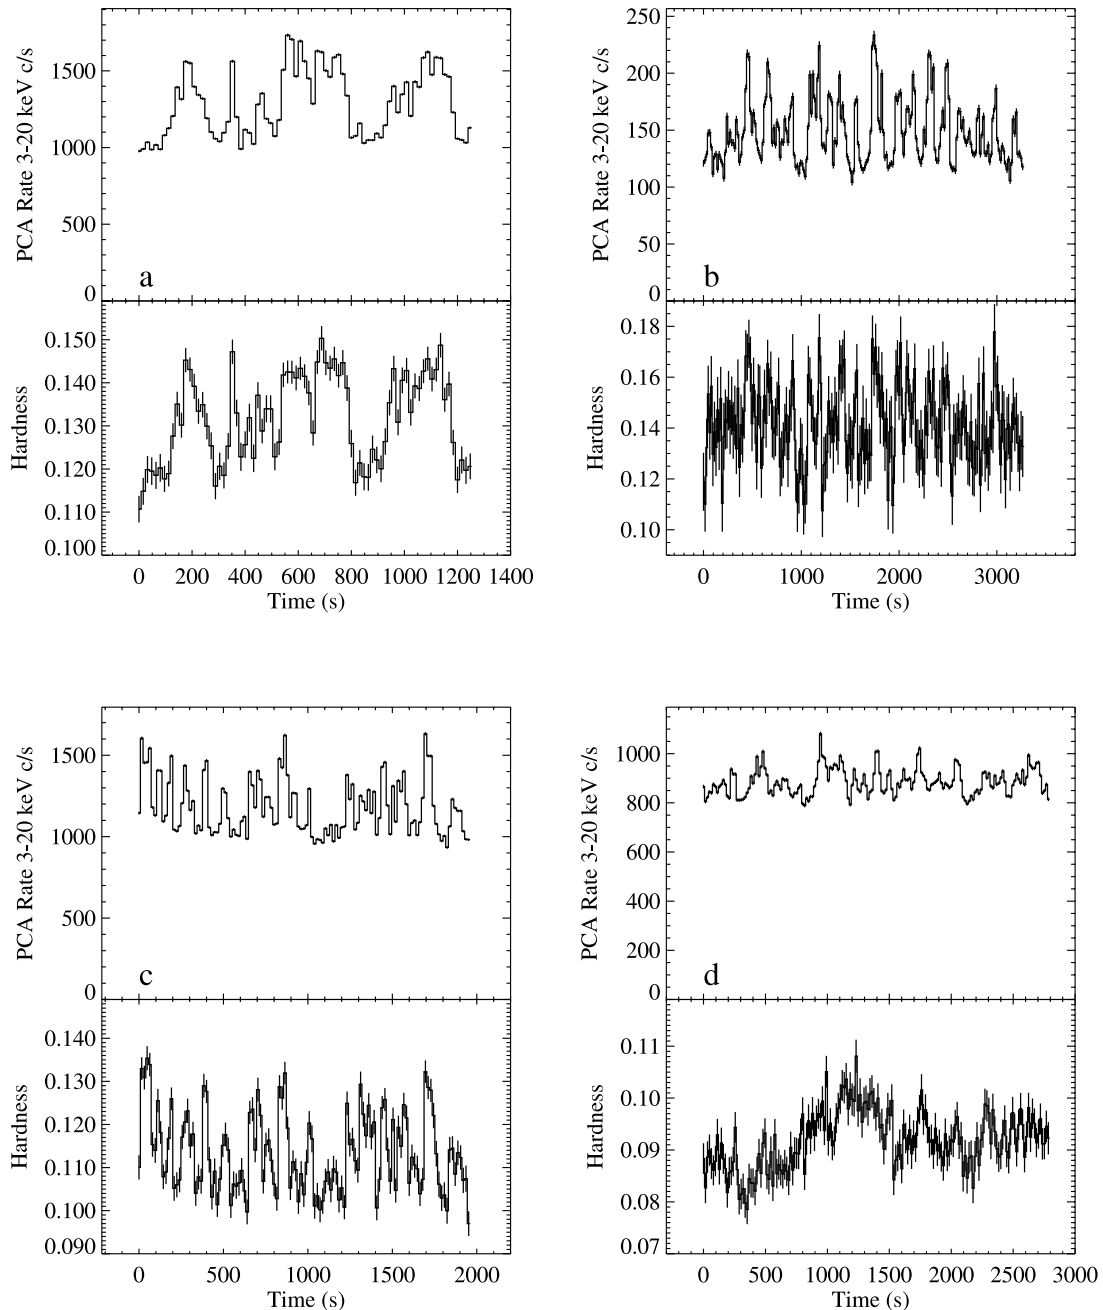 PCA Rate 3-20 keV c/s
1500
1000
500
0
a
Hardness
0.150
0.140
0.130
0.120
0.110
0.100
0 200 400 600 800 1000 1200 1400
Time (s)
PCA Rate 3-20 keV c/s
250
200
150
100
50
0
b
Hardness
0.18
0.16
0.14
0.12
0.10
0 1000 2000 3000
Time (s)
PCA Rate 3-20 keV c/s
1500
1000
500
0
c
Hardness
0.140
0.130
0.120
0.110
0.100
0.090
0 500 1000 1500 2000
Time (s)
PCA Rate 3-20 keV c/s
1000
800
600
400
200
0
d
Hardness
0.11
0.10
0.09
0.08
0.07
0 500 1000 1500 2000 2500 3000
Time (s)